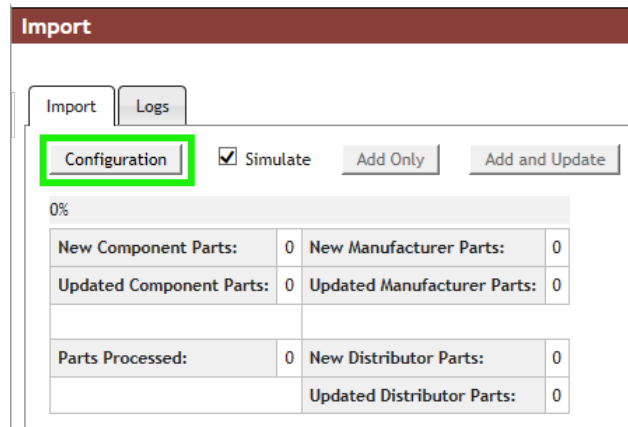 Import
Import Logs
Configuration Simulate Add Only Add and Update
0%
New Component Parts: 0 New Manufacturer Parts: 0
Updated Component Parts: 0 Updated Manufacturer Parts: 0
Parts Processed: 0 New Distributor Parts: 0
Updated Distributor Parts: 0